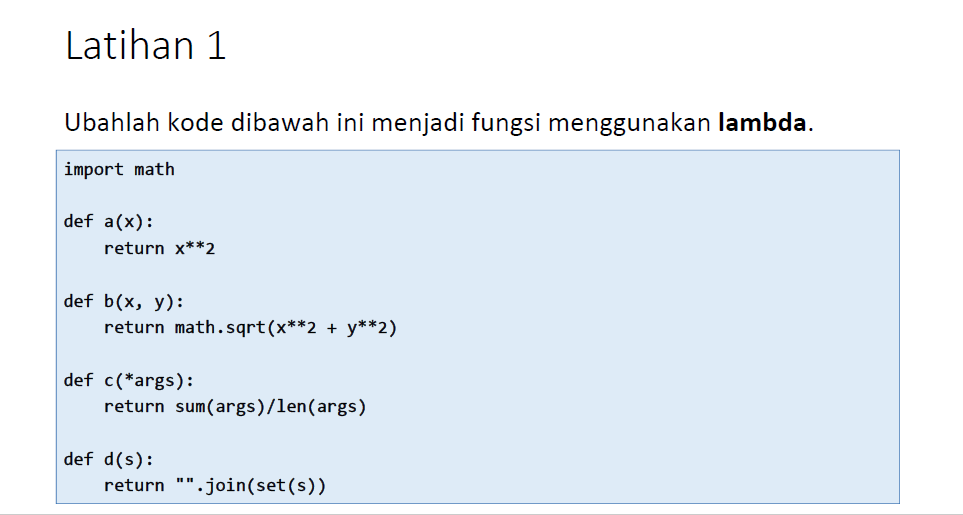 Latihan 1
Ubahlah kode dibawah ini menjadi fungsi menggunakan lambda.
import math
def a(x):
    return x**2
def b(x, y):
    return math.sqrt(x**2 + y**2)
def c(*args):
    return sum(args)/len(args)
def d(s):
    return "".join(set(s))